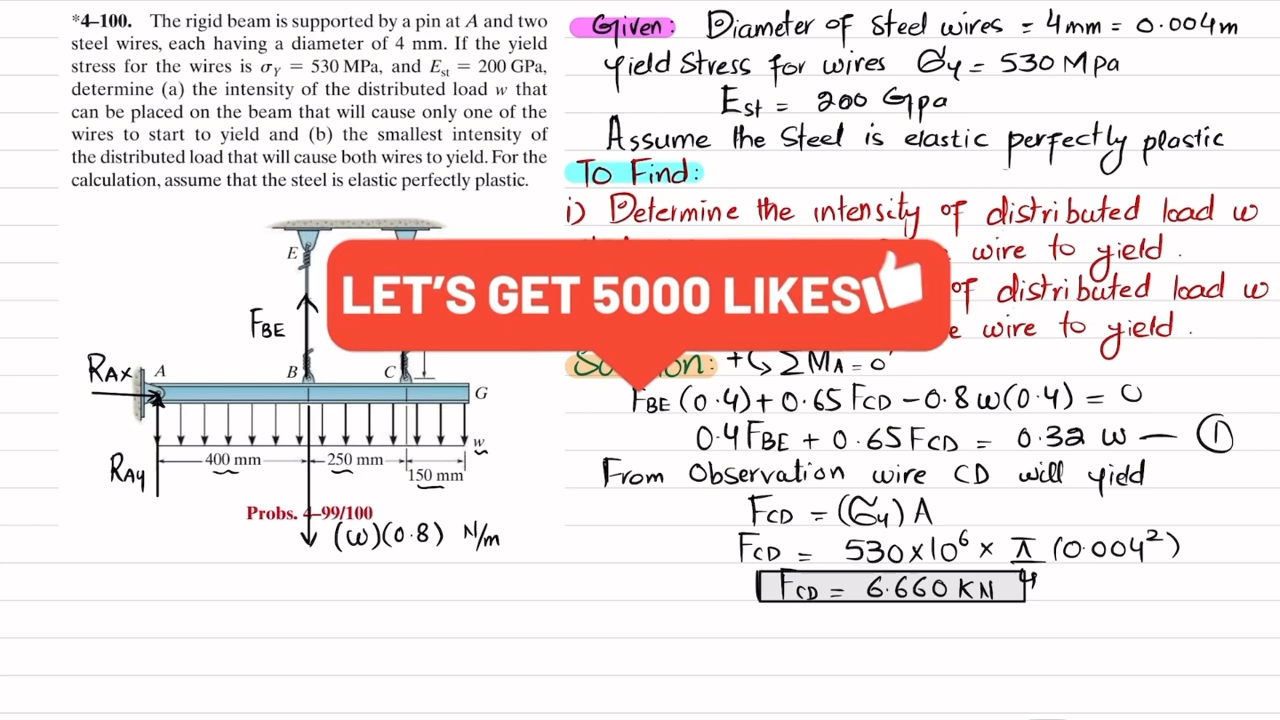 *4–100. The rigid beam is supported by a pin at A and two
steel wires, each having a diameter of 4 mm. If the yield
stress for the wires is σY = 530 MPa, and Est = 200 GPa,
determine (a) the intensity of the distributed load w that
can be placed on the beam that will cause only one of the
wires to start to yield and (b) the smallest intensity of
the distributed load that will cause both wires to yield. For the
calculation, assume that the steel is elastic perfectly plastic.
E
FBE
RAX
A
B
C
G
w
400 mm
250 mm
150 mm
RAY
Probs. 4–99/100
(w)(0.8) N/m
LET'S GET 5000 LIKES
Given: Diameter of Steel wires = 4mm = 0.004m
yield Stress for wires σy = 530 MPa
Est = 200 Gpa
Assume the Steel is elastic perfectly plastic
To Find:
i) Determine the intensity of distributed load w
wire to yield.
of distributed load w
wire to yield.
+↳ ΣMA = 0
FBE (0.4) + 0.65 FCD - 0.8 w (0.4) = 0
0.4 FBE + 0.65 FCD = 0.32 w — ①
From Observation wire CD will yield
FCD = (σy) A
FCD = 530 x 10⁶ x π/4 (0.004²)
FCD = 6.660 KN